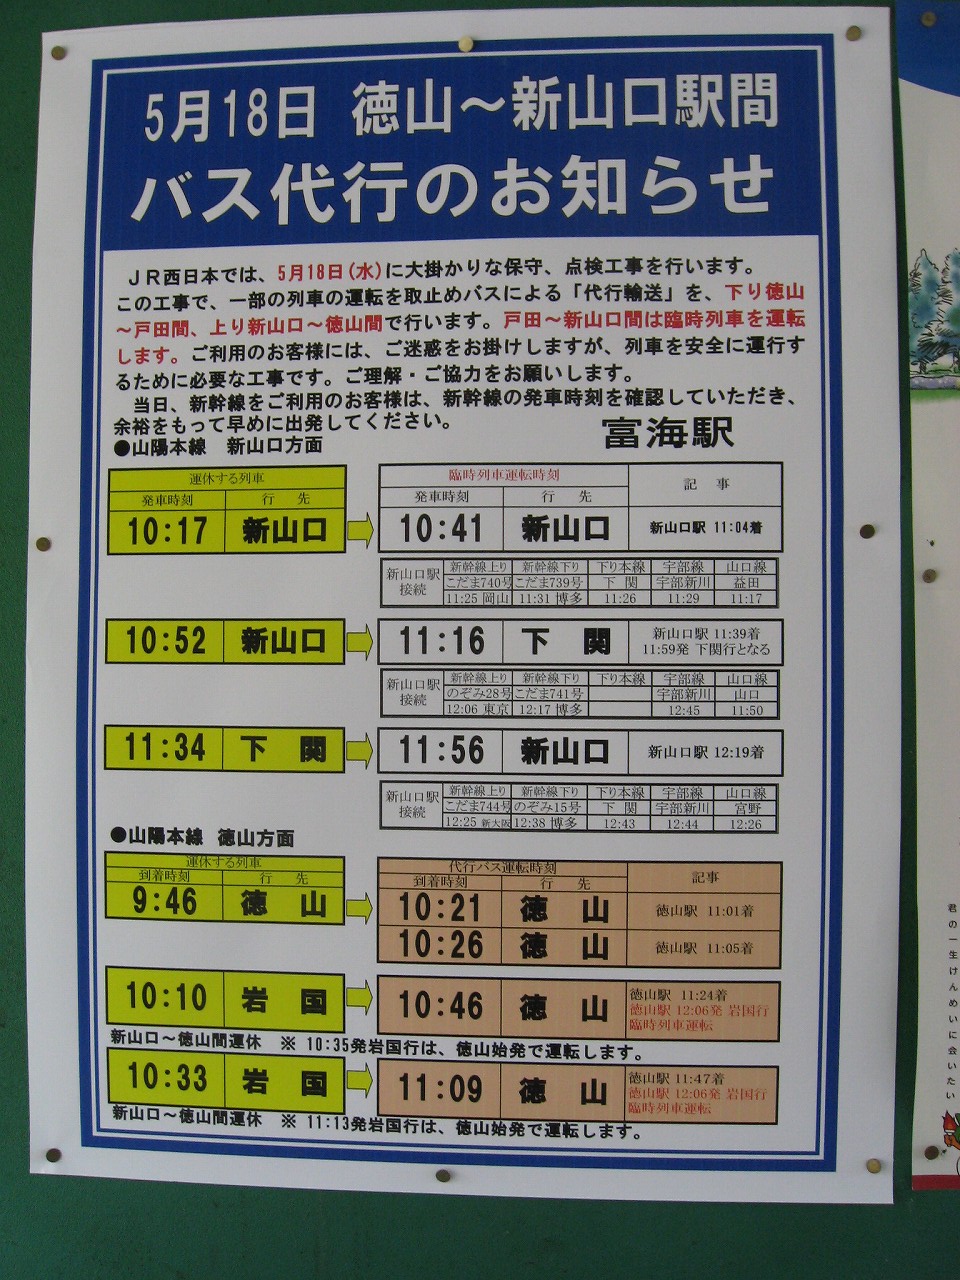 5月18日 徳山～新山口駅間
バス代行のお知らせ
JR西日本では、5月18日(水)に大掛かりな保守、点検工事を行います。
この工事で、一部の列車の運転を取止めバスによる「代行輸送」を、下り徳山
～戸田間、上り新山口～徳山間で行います。戸田～新山口間は臨時列車を運転
します。ご利用のお客様には、ご迷惑をお掛けしますが、列車を安全に運行す
るために必要な工事です。ご理解・ご協力をお願いします。
当日、新幹線をご利用のお客様は、新幹線の発車時刻を確認していただき、
余裕をもって早めに出発してください。
富海駅
●山陽本線 新山口方面
運休する列車 臨時列車運転時刻 記事
発車時刻 行先 発車時刻 行先
10:17 新山口 10:41 新山口 新山口駅 11:04着
新山口駅接続 新幹線上り 新幹線下り 下り本線 宇部線 山口線
こだま740号 こだま739号 下関 宇部新川 益田
11:25 岡山 11:31 博多 11:26 11:29 11:17
10:52 新山口 11:16 下関 新山口駅 11:39着
11:59発 下関行となる
新山口駅接続 新幹線上り 新幹線下り 下り本線 宇部線 山口線
のぞみ28号 こだま741号 宇部新川 山口
12:06 東京 12:17 博多 12:45 11:50
11:34 下関 11:56 新山口 新山口駅 12:19着
新山口駅接続 新幹線上り 新幹線下り 下り本線 宇部線 山口線
こだま744号 のぞみ15号 下関 宇部新川 宮野
12:25 新大阪 12:38 博多 12:43 12:44 12:26
●山陽本線 徳山方面
運休する列車 代行バス運転時刻 記事
到着時刻 行先 到着時刻 行先
9:46 徳山 10:21 徳山 徳山駅 11:01着
10:26 徳山 徳山駅 11:05着
10:10 岩国 10:46 徳山 徳山駅 11:24着
徳山駅 12:06発 岩国行
臨時列車運転
新山口～徳山間運休 ※ 10:35発岩国行は、徳山始発で運転します。
10:33 岩国 11:09 徳山 徳山駅 11:47着
徳山駅 12:06発 岩国行
臨時列車運転
新山口～徳山間運休 ※ 11:13発岩国行は、徳山始発で運転します。
君の一生けんめいに会いたい